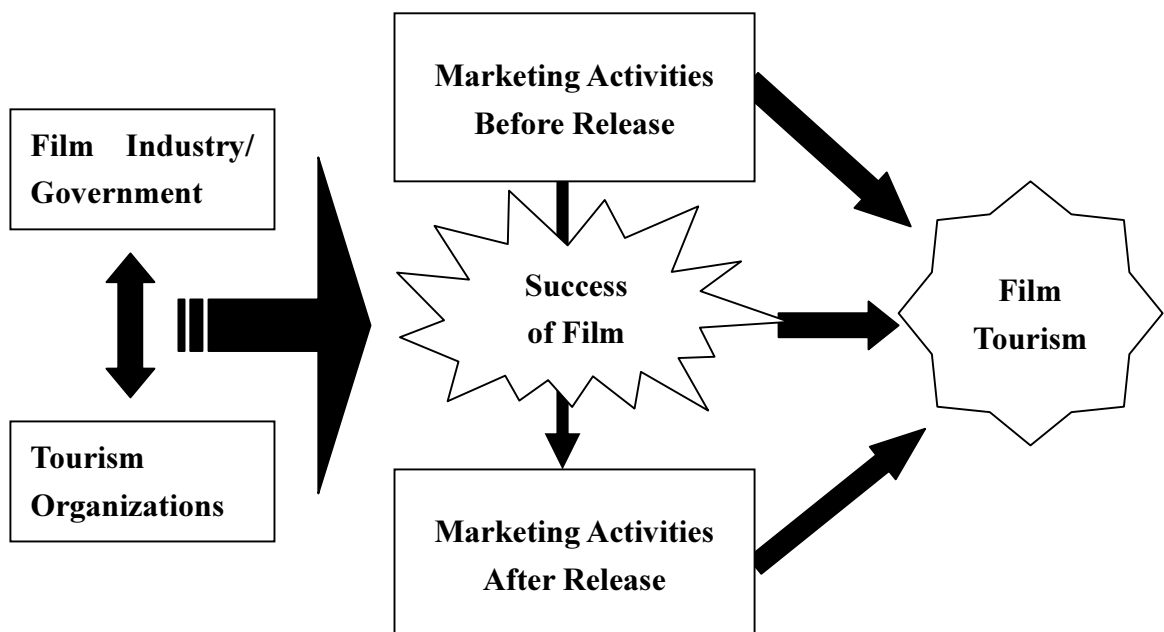 Film Industry/
Government
Tourism
Organizations
Marketing Activities
Before Release
Success
of Film
Marketing Activities
After Release
Film
Tourism